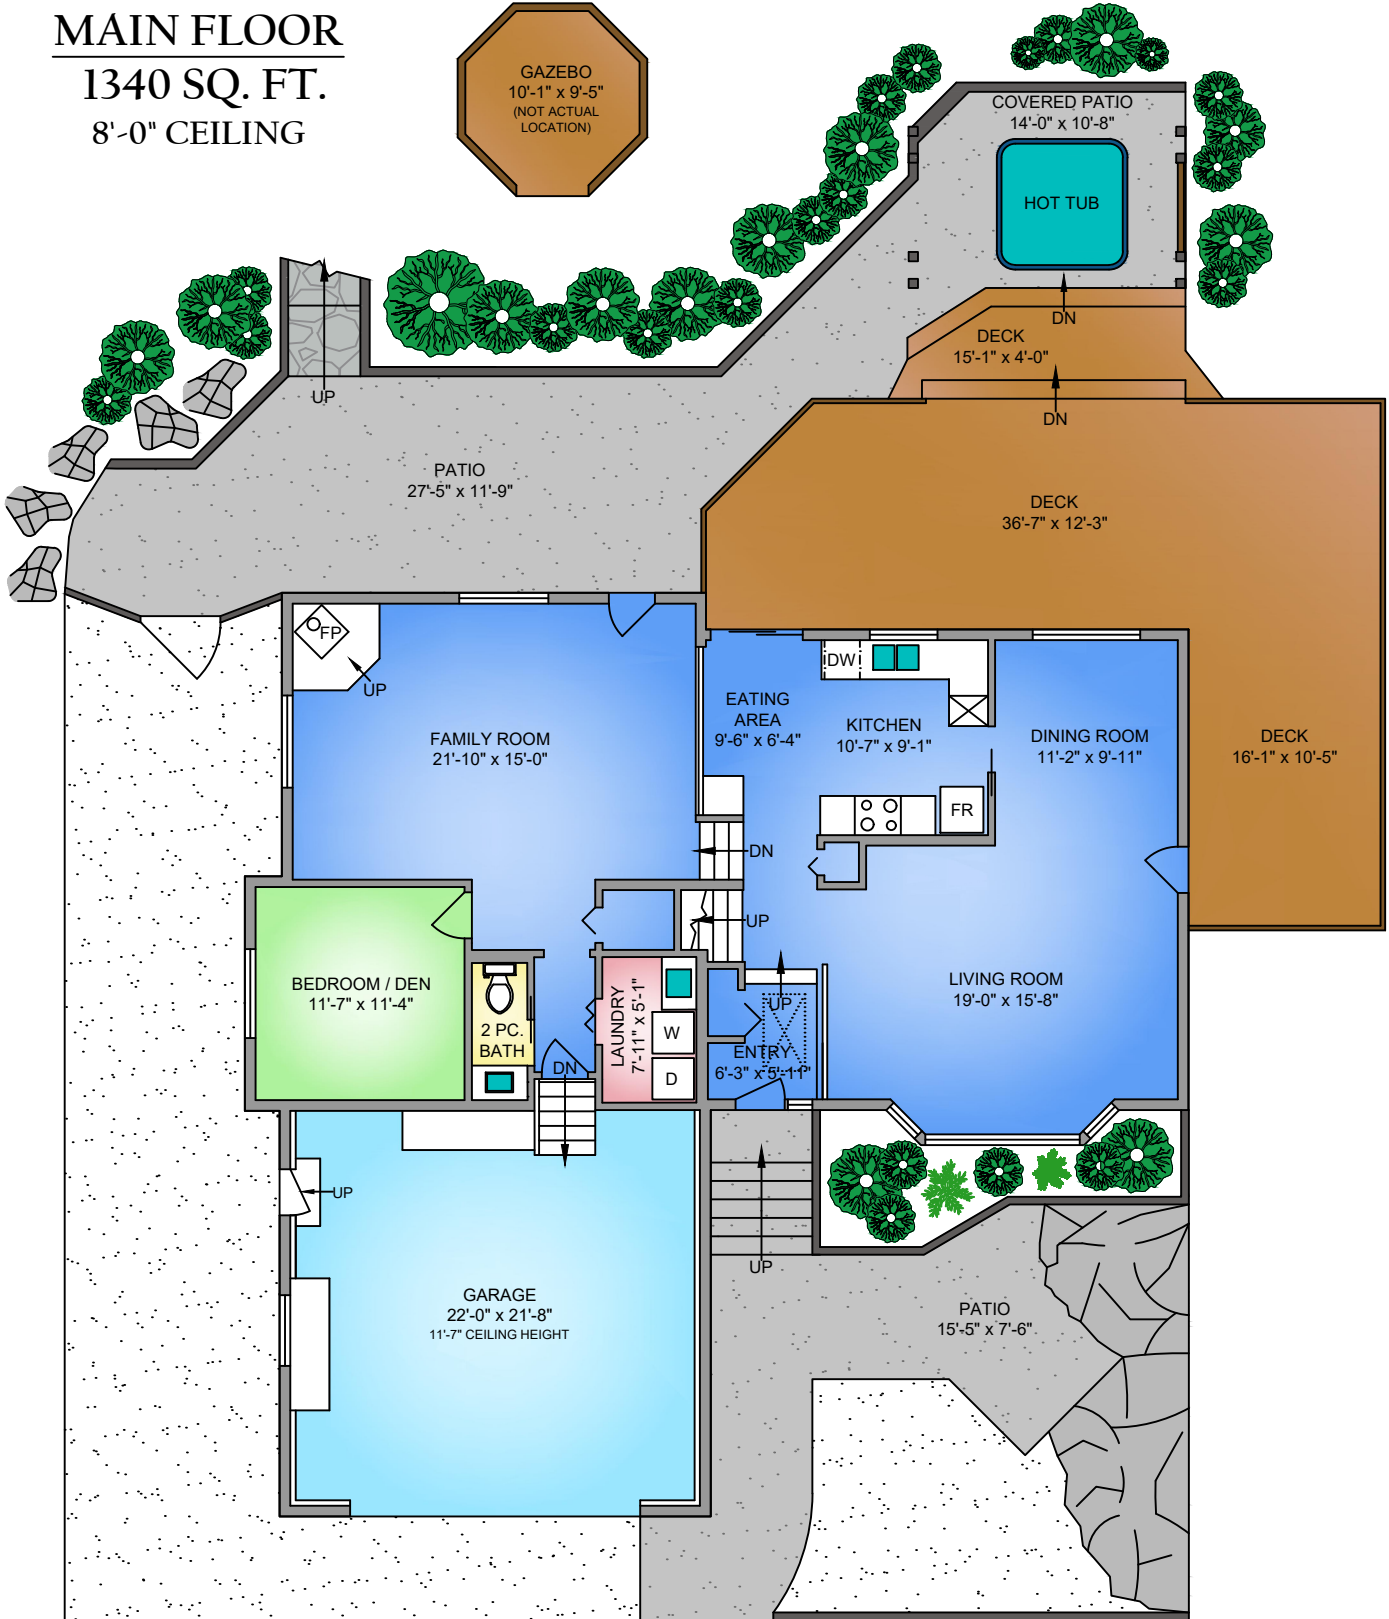 MAIN FLOOR
1340 SQ. FT.
8'-0" CEILING
GAZEBO
10'-1" x 9'-5"
(NOT ACTUAL
LOCATION)
COVERED PATIO
14'-0" x 10'-8"
HOT TUB
DN
DECK
15'-1" x 4'-0"
DN
UP
PATIO
27'-5" x 11'-9"
DECK
36'-7" x 12'-3"
FP
UP
DW
EATING
AREA
9'-6" x 6'-4"
KITCHEN
10'-7" x 9'-1"
DINING ROOM
11'-2" x 9'-11"
DECK
16'-1" x 10'-5"
FAMILY ROOM
21'-10" x 15'-0"
FR
DN
UP
BEDROOM / DEN
11'-7" x 11'-4"
LIVING ROOM
19'-0" x 15'-8"
2 PC.
BATH
LAUNDRY
7'-11" x 5'-1"
W
D
UP
ENTRY
6'-3" x 5'-11"
DN
UP
UP
GARAGE
22'-0" x 21'-8"
11'-7" CEILING HEIGHT
PATIO
15'-5" x 7'-6"